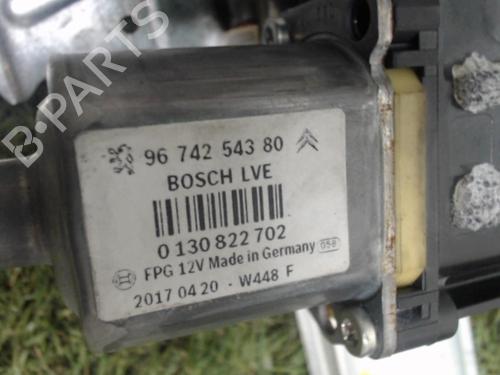 96 742 543 80
BOSCH LVE
0 130 822 702
FPG 12V Made in Germany 058
2017 04 20 - W448 F
B-PARTS